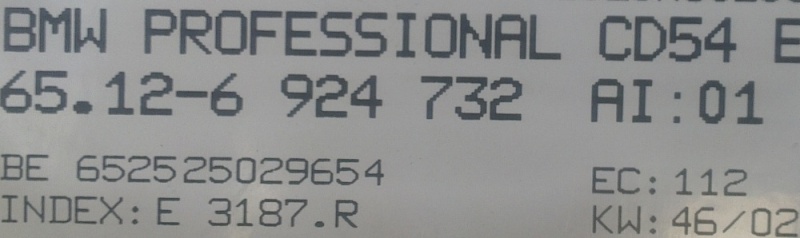 BMW PROFESSIONAL CD54 E
65.12-6 924 732 AI:01
BE 652525029654
EC: 112
INDEX: E 3187.R
KW: 46/02